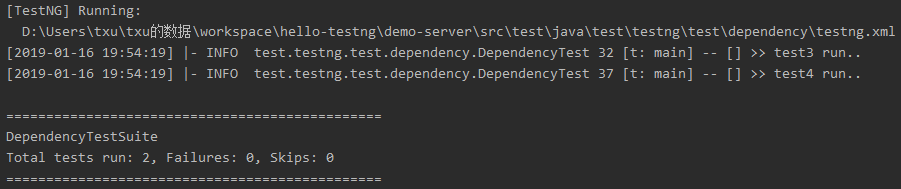 [TestNG] Running:
D:\Users\txu\txu的数据\workspace\hello-testng\demo-server\src\test\java\test\testng\test\dependency\testng.xml
[2019-01-16 19:54:19] |- INFO  test.testng.test.dependency.DependencyTest 32 [t: main] -- [] >> test3 run..
[2019-01-16 19:54:19] |- INFO  test.testng.test.dependency.DependencyTest 37 [t: main] -- [] >> test4 run..
===============================================
DependencyTestSuite
Total tests run: 2, Failures: 0, Skips: 0
===============================================